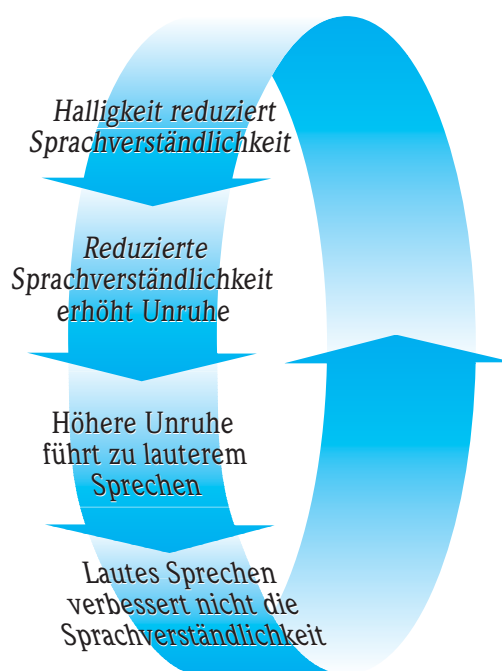 Halligkeit reduziert
Sprachverständlichkeit
Reduzierte
Sprachverständlichkeit
erhöht Unruhe
Höhere Unruhe
führt zu lauterem
Sprechen
Lautes Sprechen
verbessert nicht die
Sprachverständlichkeit